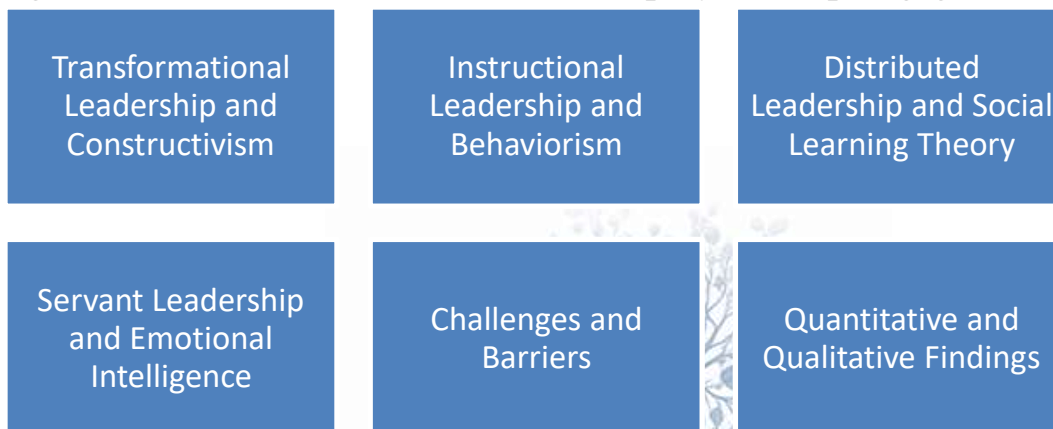 Transformational
Leadership and
Constructivism
Instructional
Leadership and
Behaviorism
Distributed
Leadership and Social
Learning Theory
Servant Leadership
and Emotional
Intelligence
Challenges and
Barriers
Quantitative and
Qualitative Findings